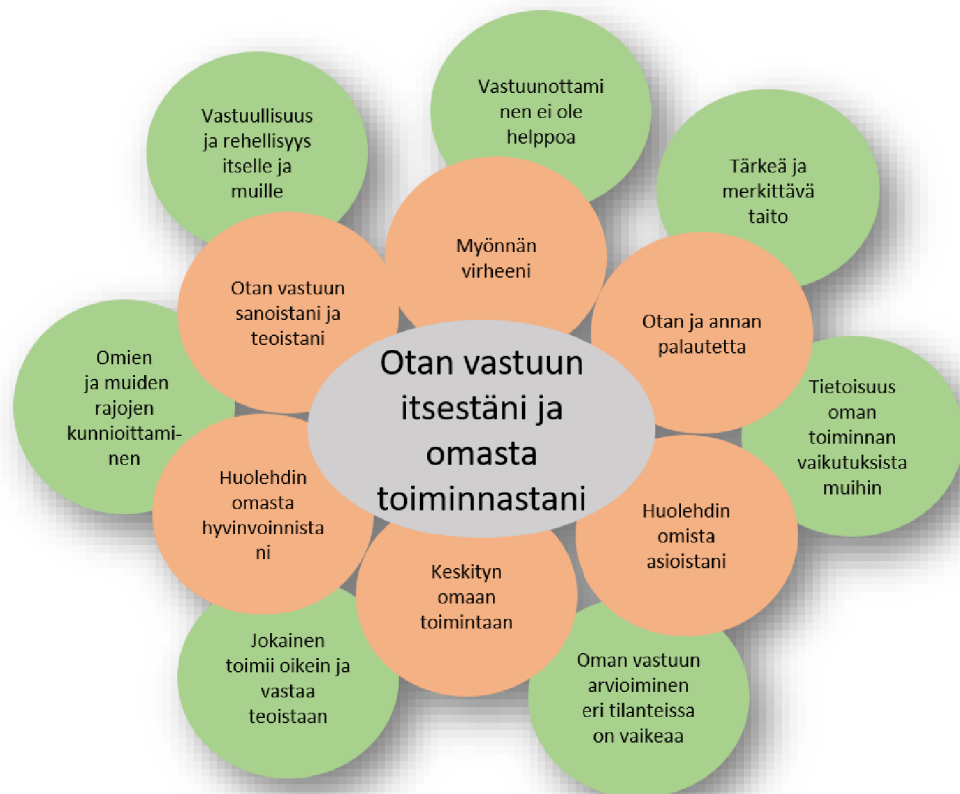 Vastuunottami
nen ei ole
helppoa
Vastuullisuus
ja rehellisyys
itselle ja
muille
Tärkeä ja
merkittävä
taito
Myönnän
virheeni
Otan vastuun
sanoistani ja
teoistani
Otan ja annan
palautetta
Omien
ja muiden
rajojen
kunnioittami-
nen
Otan vastuun
itsestäni ja
omasta
toiminnastani
Tietoisuus
oman
toiminnan
vaikutuksista
muihin
Huolehdin
omasta
hyvinvoinnista
ni
Huolehdin
omista
asioistani
Keskityn
omaan
toimintaan
Jokainen
toimii oikein ja
vastaa
teoistaan
Oman vastuun
arvioiminen
eri tilanteissa
on vaikeaa